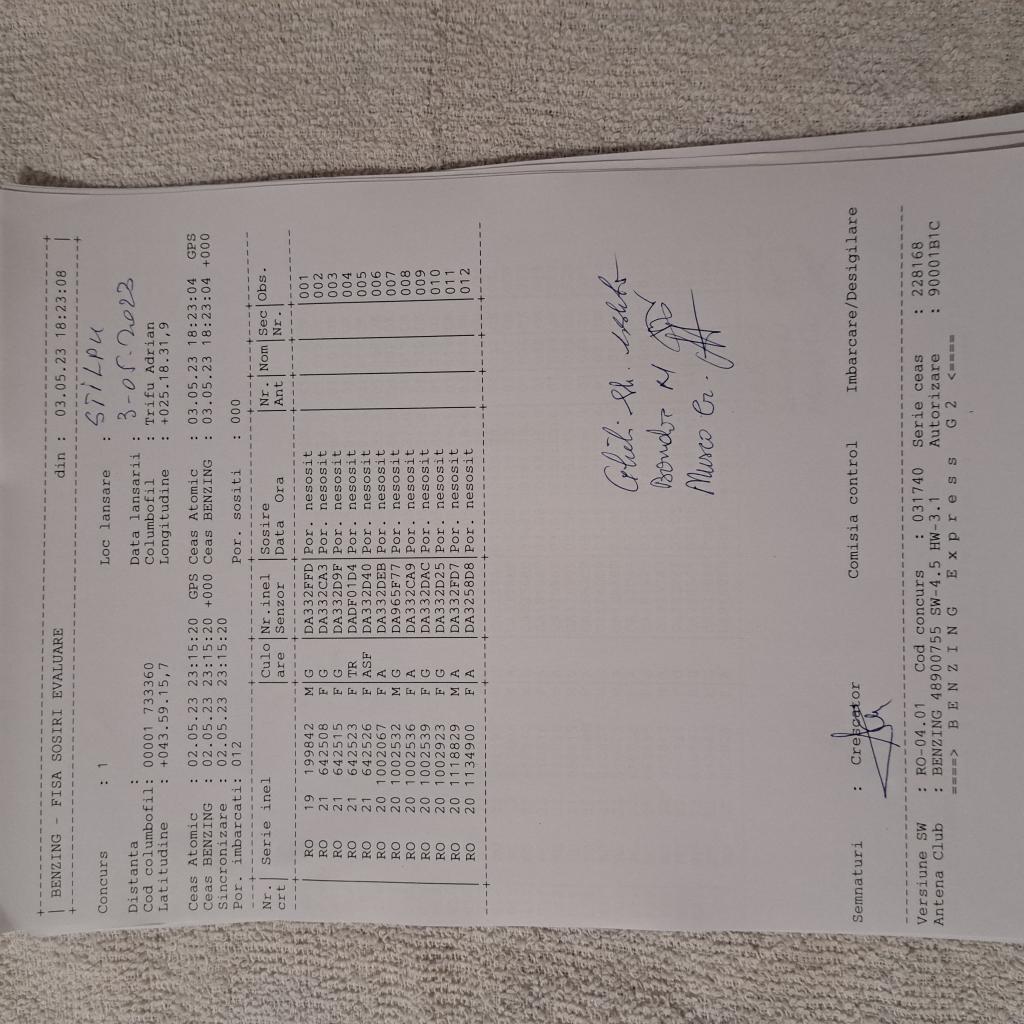 BENZING - FISA SOSIRI EVALUARE din : 03.05.23 18:23:08
Concurs : 1 Loc lansare : STÎLPU
Distanta : Data lansarii : 3-05-2023
Cod columbofil: 00001 733360 Columbofil : Trifu Adrian
Latitudine : +043.59.15,7 Longitudine : +025.18.31,9
Ceas Atomic : 02.05.23 23:15:20 GPS Ceas Atomic : 03.05.23 18:23:04 GPS
Ceas BENZING : 02.05.23 23:15:20 +000 Ceas BENZING : 03.05.23 18:23:04 +000
Sincronizare : 02.05.23 23:15:20
Por. imbarcati: 012 Por. sositi : 000
Nr. | Serie inel |Culo|Nr.inel |Sosire |Nr. |Nom |Sec |Obs.
crt| |are |Senzor |Data Ora |Ant | |Nr. |
RO 19 199842 M G |DA332FFD|Por. nesosit 001
RO 21 642508 F G |DA332CA3|Por. nesosit 002
RO 21 642515 F G |DA332D9F|Por. nesosit 003
RO 21 642523 F TR |DADF01D4|Por. nesosit 004
RO 21 642526 F ASF |DA332D40|Por. nesosit 005
RO 20 1002067 F A |DA332DEB|Por. nesosit 006
RO 20 1002532 M G |DA965F77|Por. nesosit 007
RO 20 1002536 F A |DA332CA9|Por. nesosit 008
RO 20 1002539 F G |DA332DAC|Por. nesosit 009
RO 20 1002923 F G |DA332D25|Por. nesosit 010
RO 20 1118829 M A |DA332FD7|Por. nesosit 011
RO 20 1134900 F A |DA3258D8|Por. nesosit 012
Semnaturi : Crescator Comisia control Imbarcare/Desigilare
Versiune SW : RO-04.01 Cod concurs : 031740 Serie ceas : 228168
Antena Club : BENZING 48900755 SW-4.5 HW-3.1 Autorizare : 90001B1C
====> B E N Z I N G E x p r e s s G 2 <====